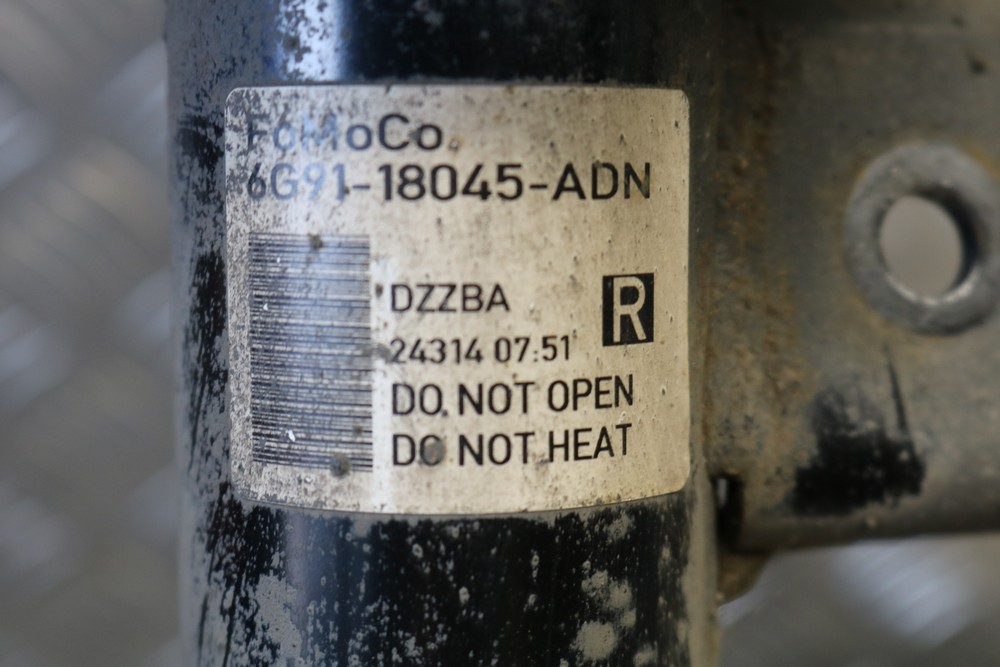 FoMoCo
6G91-18045-ADN
DZZBA
R
24314 07:51
DO NOT OPEN
DO NOT HEAT